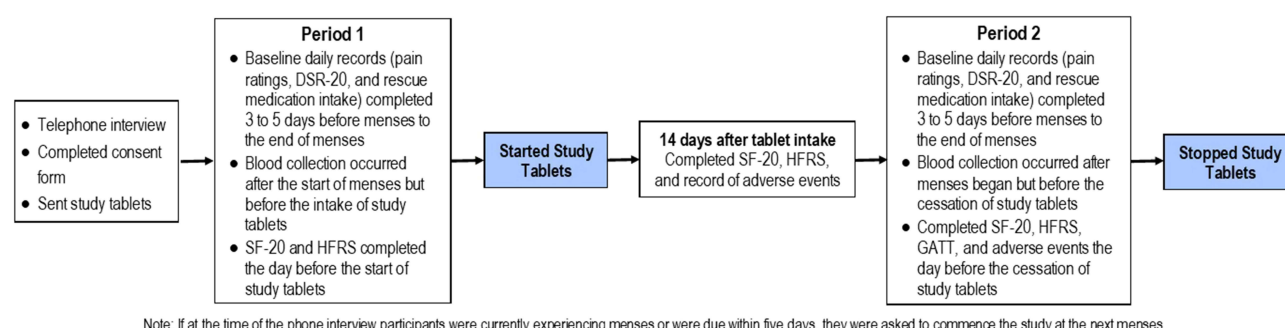 ● Telephone interview
● Completed consent
form
● Sent study tablets
Period 1
● Baseline daily records (pain
ratings, DSR-20, and rescue
medication intake) completed
3 to 5 days before menses to
the end of menses
● Blood collection occurred
after the start of menses but
before the intake of study
tablets
● SF-20 and HFRS completed
the day before the start of
study tablets
Started Study
Tablets
14 days after tablet intake
Completed SF-20, HFRS,
and record of adverse events
Period 2
● Baseline daily records (pain
ratings, DSR-20, and rescue
medication intake) completed
3 to 5 days before menses to
the end of menses
● Blood collection occurred after
menses began but before the
cessation of study tablets
● Completed SF-20, HFRS,
GATT, and adverse events the
day before the cessation of
study tablets
Stopped Study
Tablets
Note: If at the time of the phone interview participants were currently experiencing menses or were due within five days, they were asked to commence the study at the next menses